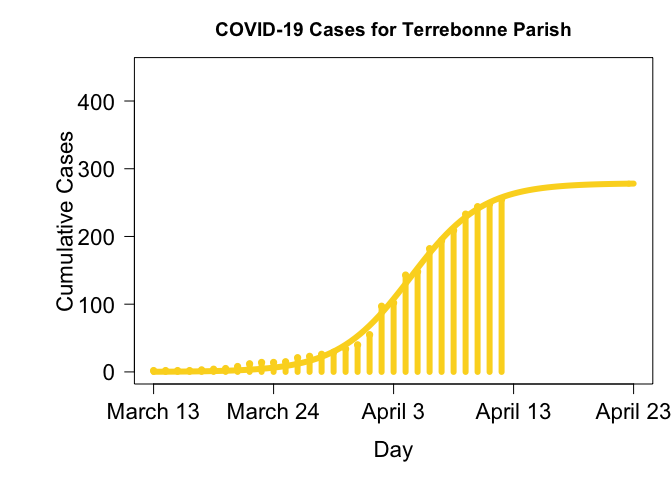 COVID-19 Cases for Terrebonne Parish
Cumulative Cases
400
300
200
100
0
March 13 March 24 April 3 April 13 April 23
Day